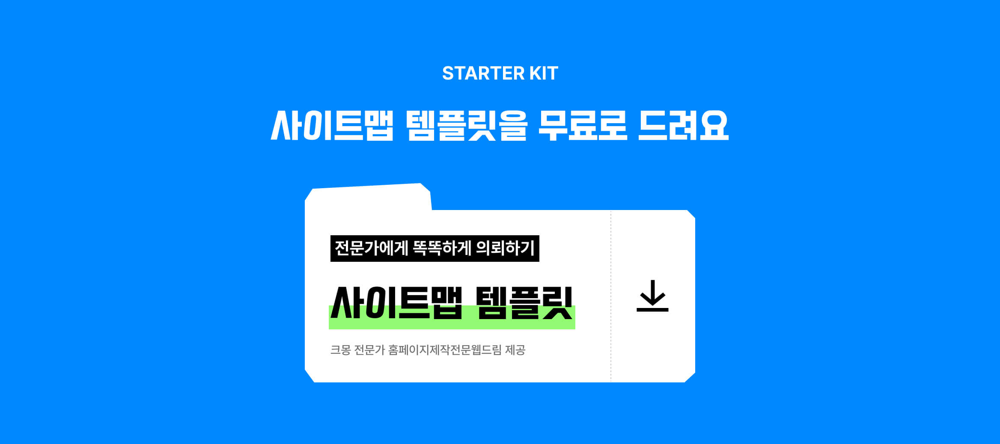 STARTER KIT
사이트맵 템플릿을 무료로 드려요
전문가에게 똑똑하게 의뢰하기
사이트맵 템플릿
크몽 전문가 홈페이지제작전문웹드림 제공